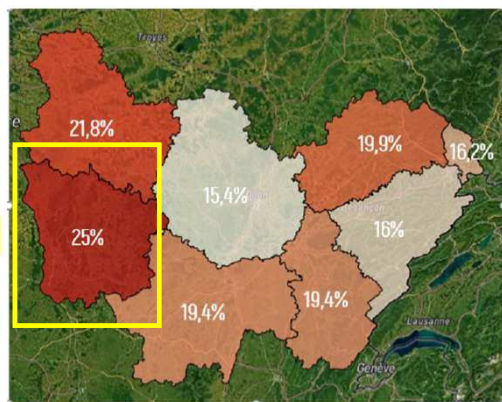 Troyes
21,8%
19,9%
16,2%
15,4%
25%
16%
19,4%
19,4%
Lausanne
Genève